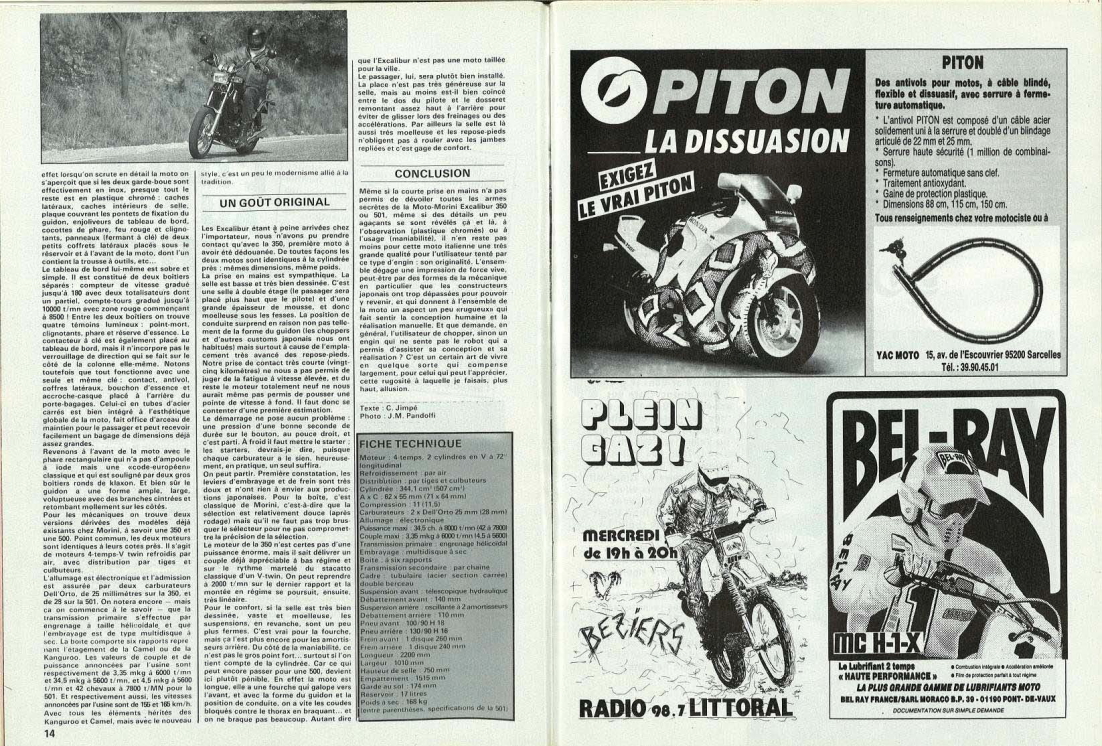 effet lorsqu'on scrute en détail la moto on
s'aperçoit que si les deux garde-boue sont
effectivement en inox, presque tout le
reste est en plastique chromé : caches
latéraux, caches intérieurs de selle,
plaque couvrant les pontets de fixation du
guidon, enjoliveurs de tableau de bord,
cocottes de phare, feu rouge et cligno-
tants, panneaux (fermant à clé) de deux
petits coffres latéraux placés sous le
réservoir et à l'avant de la moto, dont l'un
contient la trousse à outils, etc...
Le tableau de bord lui-même est sobre et
simple. Il est constitué de deux boîtiers
séparés : compteur de vitesse gradué
jusqu'à 180 avec deux totalisateurs dont
un partiel, compte-tours gradué jusqu'à
10000 t/mn avec zone rouge commençant
à 8500 ! Entre les deux boîtiers on trouve
quatre témoins lumineux : point-mort,
clignotants, phare et réserve d'essence. Le
contacteur à clé est également placé au
tableau de bord, mais il n'incorpore pas le
verrouillage de direction qui se fait sur le
côté de la colonne elle-même. Notons
toutefois que tout fonctionne avec une
seule et même clé : contact, antivol,
coffres latéraux, bouchon d'essence et
accroche-casque placé à l'arrière du
porte-bagages. Celui-ci en tubes d'acier
carrés est bien intégré à l'esthétique
globale de la moto, fait office d'arceau de
maintien pour le passager et peut recevoir
facilement un bagage de dimensions déjà
assez grandes.
Revenons à l'avant de la moto avec le
phare rectangulaire qui n'a pas d'ampoule
à iode mais une «code-européen»
classique et qui est souligné par deux gros
boîtiers ronds de klaxon. Et bien sûr le
guidon a une forme ample, large,
voluptueuse avec des branches cintrées et
retombant mollement sur les côtés.
Pour les mécaniques on trouve deux
versions dérivées des modèles déjà
existants chez Morini, à savoir une 350 et
une 500. Point commun, les deux moteurs
sont identiques à leurs cotes près. Il s'agit
de moteurs 4-temps-V twin refroidis par
air, avec distribution par tiges et
culbuteurs.
L'allumage est électronique et l'admission
est assurée par deux carburateurs
Dell'Orto, de 25 millimètres sur la 350, et
de 28 sur la 501. On notera encore — mais
ca on commence à le savoir — que la
transmission primaire s'effectue par
engrenage à taille hélicoïdale et que
l'embrayage est de type multidisque à
sec. La boîte comporte six rapports repre
nant l'étagement de la Camel ou de la
Kanguroo. Les valeurs de couple et de
puissance annoncées par l'usine sont
respectivement de 3,35 mkg à 6000 t/mn
et 34,5 mkg à 5600 t/mn, et 4,5 mkg à 5600
t/mn et 42 chevaux à 7800 t/MN pour la
501. Et respectivement aussi, les vitesses
annoncées par l'usine sont de 155 et 165 km/h.
Avec tous les éléments hérités des
Kanguroo et Camel, mais avec le nouveau
14
style, c'est un peu le modernisme allié à la
tradition.
UN GOÛT ORIGINAL
Les Excalibur étant à peine arrivées chez
l'importateur, nous n'avons pu prendre
contact qu'avec la 350, première moto à
avoir été dédouanée. De toutes façons les
deux motos sont identiques à la cylindrée
près : mêmes dimensions, même poids.
La prise en mains est sympathique. La
selle est basse et très bien dessinée. C'est
une selle à double étage (le passager sera
placé plus haut que le pilote) et d'une
grande épaisseur de mousse, et donc
moelleuse sous les fesses. La position de
conduite surprend en raison non pas telle-
ment de la forme du guidon (les choppers
et d'autres customs japonais nous ont
habitués) mais surtout à cause de l'empla-
cement très avancé des repose-pieds.
Notre prise de contact très courte (vingt-
cinq kilomètres) ne nous a pas permis de
juger de la fatigue à vitesse élevée, et du
reste le moteur totalement neuf ne nous
aurait même pas permis de pousser une
pointe de vitesse à fond. Il faut donc se
contenter d'une première estimation.
Le démarrage ne pose aucun problème :
une pression d'une bonne seconde de
durée sur le bouton, au pouce droit, et
c'est parti. A froid il faut mettre le starter ;
les starters, devrais-je dire, puisque
chaque carburateur a le sien, heureuse-
ment, en pratique, un seul suffira.
On peut partir. Première constatation, les
leviers d'embrayage et de frein sont très
doux et n'ont rien à envier aux produc-
tions japonaises. Pour la boîte, c'est
classique de Morini, c'est-à-dire que la
sélection est relativement douce (après
rodage) mais qu'il ne faut pas trop brus-
quer le sélecteur pour ne pas compromet-
tre la précision de la sélection.
Le moteur de la 350 n'est certes pas d'une
puissance énorme, mais il sait délivrer un
couple déjà appréciable à bas régime et
sur le rythme martelé du staccato
classique d'un V-twin. On peut reprendre
à 2000 t/mn sur le dernier rapport et la
montée en régime se poursuit, ensuite,
très linéaire.
Pour le confort, si la selle est très bien
dessinée, vaste et moelleuse, les
suspensions, en revanche, sont un peu
plus fermes. C'est vrai pour la fourche,
mais ça l'est plus encore pour les amortis-
seurs arrière. Du côté de la maniabilité, ce
n'est pas le gros point fort... surtout si l'on
tient compte de la cylindrée. Car ce qui
peut encore passer pour une 500, devient
ici plutôt pénible. En effet la moto est
longue, elle a une fourche qui galope vers
l'avant, et avec la forme du guidon et la
position de conduite, on a vite les coudes
bloqués contre le thorax en braquant... et
on ne braque pas beaucoup. Autant dire
que l'Excalibur n'est pas une moto taillée
pour la ville.
Le passager, lui, sera plutôt bien installé.
La place n'est pas très généreuse sur la
selle, mais au moins est-il bien coincé
entre le dos du pilote et le dosseret
remontant assez haut à l'arrière pour
éviter de glisser lors des freinages ou des
accélérations. Par ailleurs la selle est là
aussi très moelleuse et les repose-pieds
n'obligent pas à rouler avec les jambes
repliées et c'est gage de confort.
CONCLUSION
Même si la courte prise en mains n'a pas
permis de dévoiler toutes les armes
secrètes de la Moto-Morini Excalibur 350
ou 501, même si des détails un peu
agaçants se sont révélés çà et là, à
l'observation (plastique chromés) ou à
l'usage (maniabilité), il n'en reste pas
moins pour cette moto italienne une très
grande qualité pour l'utilisateur tenté par
ce type d'engin : son originalité. L'ensem-
ble dégage une impression de force vive,
peut-être par des formes de la mécanique
en particulier que les constructeurs
japonais ont trop dépassées pour pouvoir
y revenir, et qui donnent à l'ensemble de
la moto un aspect un peu «rugueux» qui
fait sentir la conception humaine et la
réalisation manuelle. Et que demande, en
général, l'utilisateur de chopper, sinon un
engin qui ne sente pas le robot qui a
permis d'assister sa conception et sa
réalisation ? C'est un certain art de vivre
en quelque sorte qui compense
largement, pour celui qui peut l'apprécier,
cette rugosité à laquelle je faisais, plus
haut, allusion.
Texte : C. Jimpé
Photo : J.M. Pandolfi
FICHE TECHNIQUE
Moteur : 4-temps, 2 cylindres en V à 72°
longitudinal
Refroidissement : par air
Distribution : par tiges et culbuteurs
Cylindrée : 344,1 cm³ (507 cm³)
A x C : 62 x 55 mm (71 x 64 mm)
Compression : 11 (11,5)
Carburateurs : 2 x Dell'Orto 25 mm (28 mm)
Allumage : électronique
Puissance maxi : 34,5 ch. à 8000 t/mn (42 à 7800)
Couple maxi : 3,35 mkg à 6000 t/mn (4,5 à 5600)
Transmission primaire : engrenage hélicoïdal
Embrayage : multidisque à sec
Boîte : à six rapports
Transmission secondaire : par chaîne
Cadre : tubulaire (acier section carrée)
double berceau
Suspension avant : télescopique hydraulique
Débattement avant : 140 mm
Suspension arrière : oscillante à 2 amortisseurs
Débattement arrière : 110 mm
Pneu avant : 100/90 H 18
Pneu arrière : 130/90 H 16
Frein avant : 1 disque 260 mm
Frein arrière : 1 disque 240 mm
Longueur : 2200 mm
Largeur : 1010 mm
Hauteur de selle : 750 mm
Empattement : 1515 mm
Garde au sol : 174 mm
Réservoir : 17 litres
Poids à sec : 168 kg
(entre parenthèses, spécifications de la 501)
PITON
LA DISSUASION
EXIGEZ
LE VRAI PITON
PITON
Des antivols pour motos, à câble blindé,
flexible et dissuasif, avec serrure à ferme-
ture automatique.
* L'antivol PITON est composé d'un câble acier
solidement uni à la serrure et doublé d'un blindage
articulé de 22 mm et 25 mm.
* Serrure haute sécurité (1 million de combinai-
sons).
* Fermeture automatique sans clef.
* Traitement antioxydant.
* Gaine de protection plastique.
* Dimensions 88 cm, 115 cm, 150 cm.
Tous renseignements chez votre motociste ou à
YAC MOTO 15, av. de l'Escouvrier 95200 Sarcelles
Tél. : 39.90.45.01
PLEIN
GAZ !
MERCREDI
de 19h à 20h
BEZIERS
RADIO 98.7 LITTORAL
BEL-RAY
BEL-RAY
MC H-1-X
Le Lubrifiant 2 temps
« HAUTE PERFORMANCE »
● Combustion intégrale ● Accélération améliorée
● Film de protection parfait à tout régime
LA PLUS GRANDE GAMME DE LUBRIFIANTS MOTO
BEL RAY FRANCE/SARL MORACO B.P. 39 - 01190 PONT- DE-VAUX
DOCUMENTATION SUR SIMPLE DEMANDE